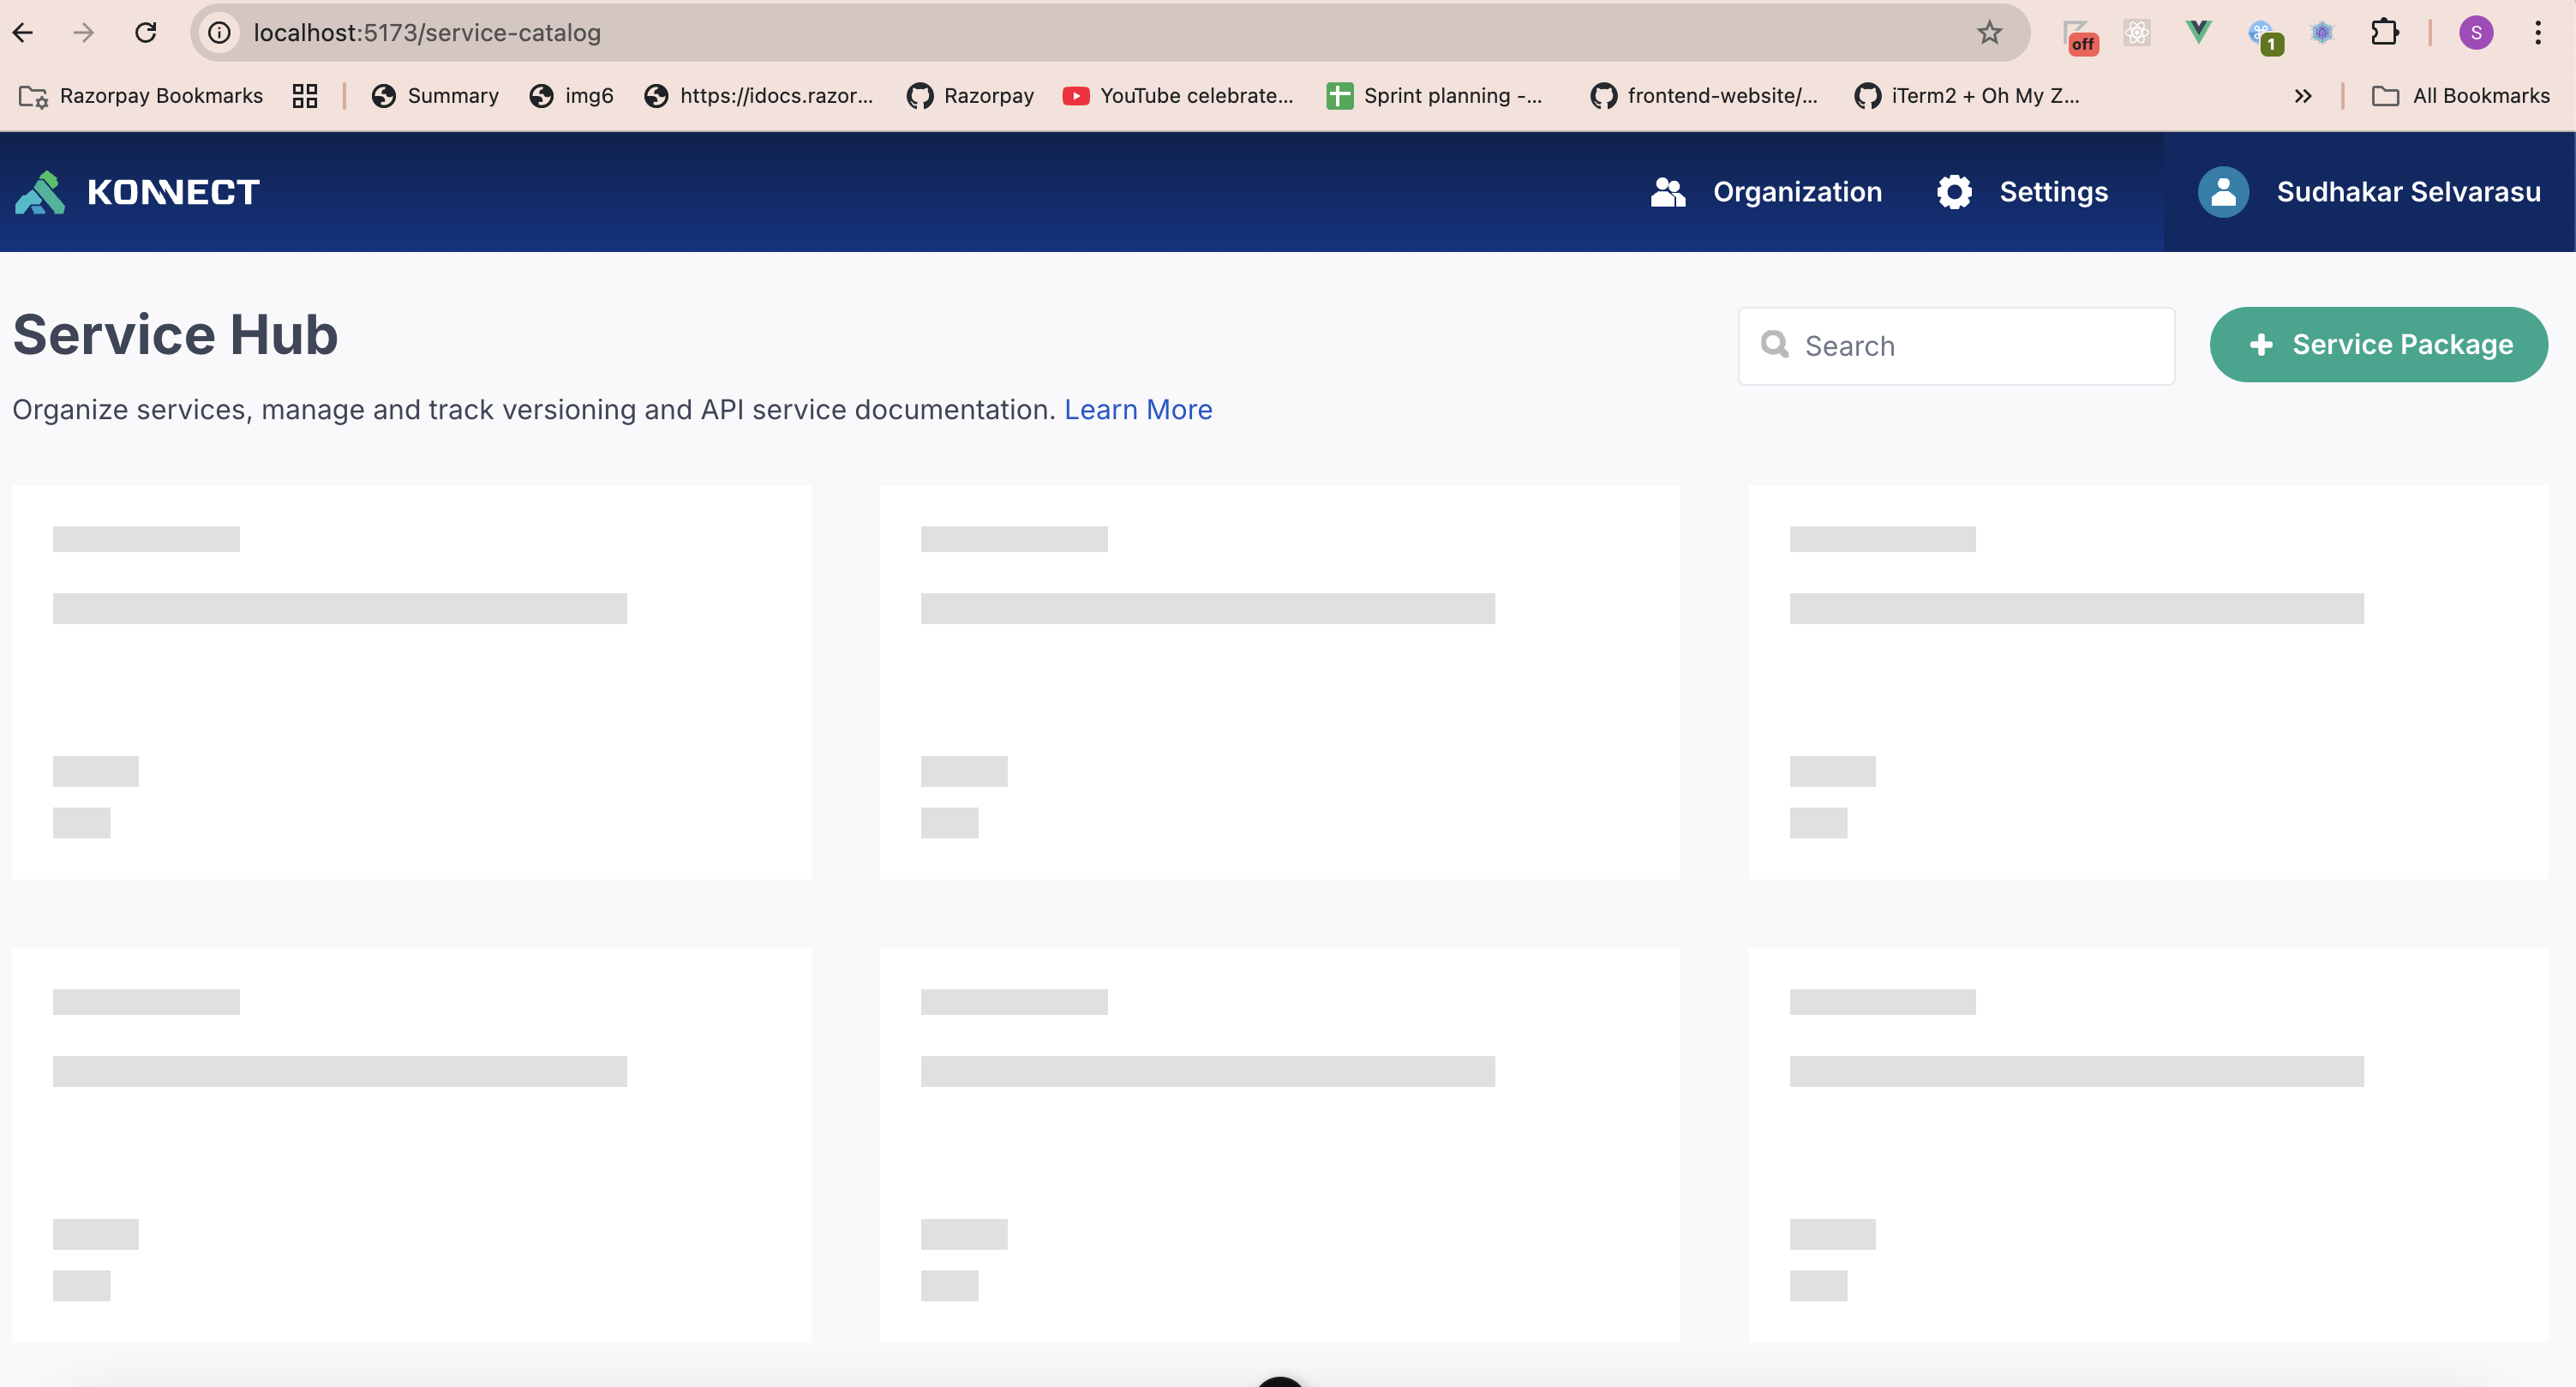 localhost:5173/service-catalog
off
1
S
Razorpay Bookmarks
Summary
img6
https://idocs.razor...
Razorpay
YouTube celebrate...
Sprint planning -...
frontend-website/...
iTerm2 + Oh My Z...
All Bookmarks
KONNECT
Organization
Settings
Sudhakar Selvarasu
Service Hub
Search
Service Package
Organize services, manage and track versioning and API service documentation. Learn More